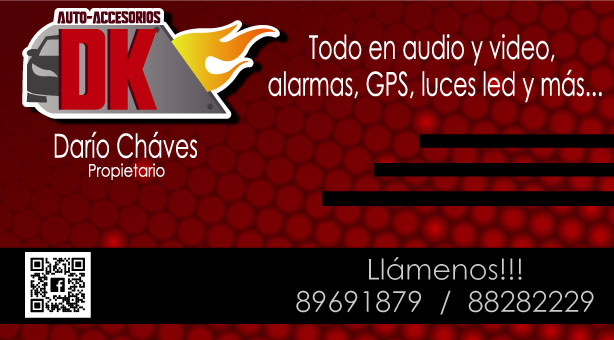 AUTO-ACCESORIOS
DK
Darío Cháves
Propietario
Todo en audio y video,
alarmas, GPS, luces led y más...
Llámenos!!!
89691879 / 88282229